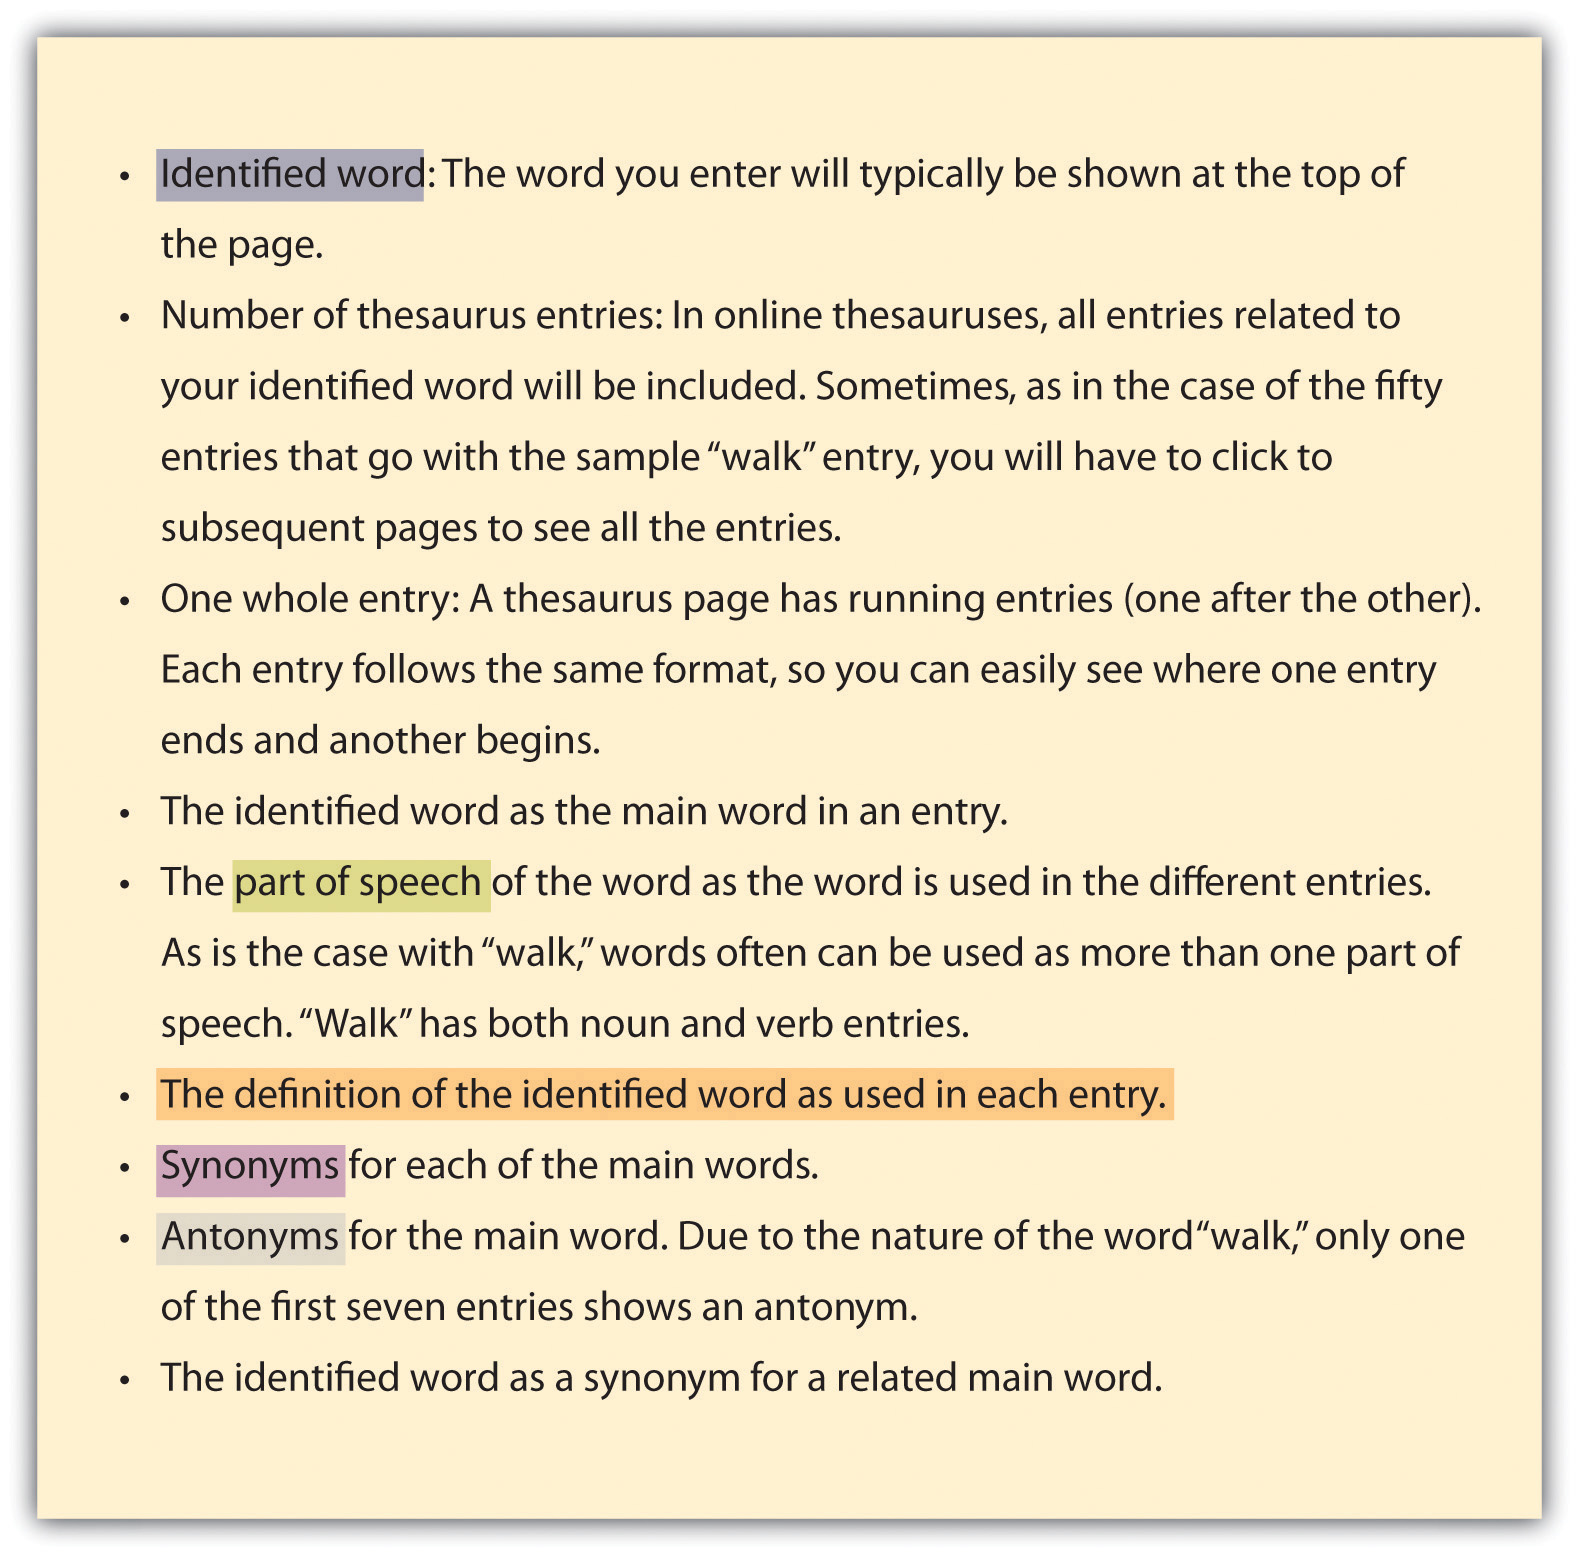 • Identified word: The word you enter will typically be shown at the top of
the page.
• Number of thesaurus entries: In online thesauruses, all entries related to
your identified word will be included. Sometimes, as in the case of the fifty
entries that go with the sample “walk” entry, you will have to click to
subsequent pages to see all the entries.
• One whole entry: A thesaurus page has running entries (one after the other).
Each entry follows the same format, so you can easily see where one entry
ends and another begins.
• The identified word as the main word in an entry.
• The part of speech of the word as the word is used in the different entries.
As is the case with “walk,” words often can be used as more than one part of
speech. “Walk” has both noun and verb entries.
• The definition of the identified word as used in each entry.
• Synonyms for each of the main words.
• Antonyms for the main word. Due to the nature of the word “walk,” only one
of the first seven entries shows an antonym.
• The identified word as a synonym for a related main word.